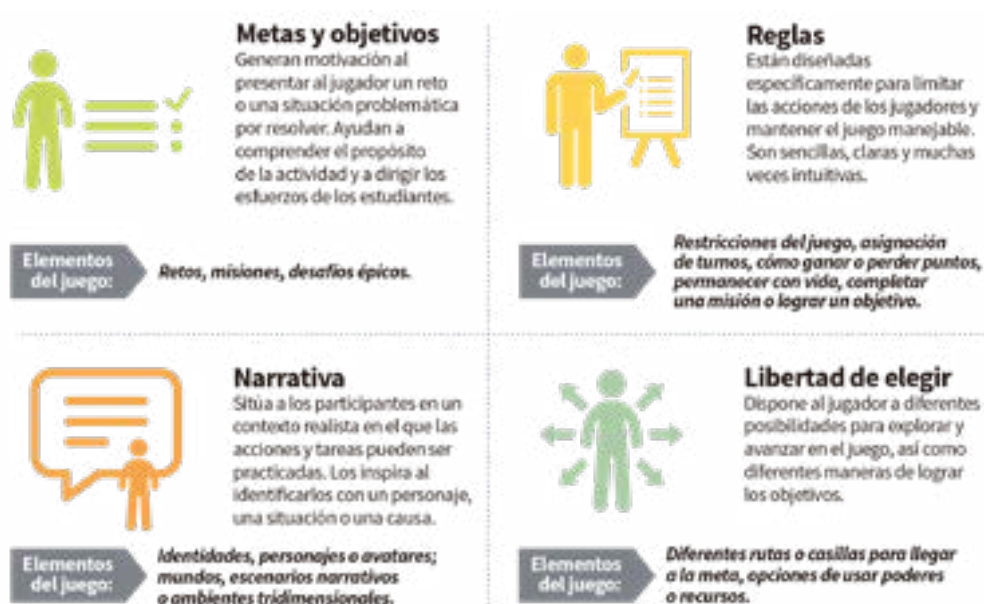 Metas y objetivos
Generan motivación al
presentar al jugador un reto
o una situación problemática
por resolver. Ayudan a
comprender el propósito
de la actividad y a dirigir los
esfuerzos de los estudiantes.
Elementos
del juego:
Retos, misiones, desafíos épicos.
Reglas
Están diseñadas
específicamente para limitar
las acciones de los jugadores y
mantener el juego manejable.
Son sencillas, claras y muchas
veces intuitivas.
Elementos
del juego:
Restricciones del juego, asignación
de turnos, cómo ganar o perder puntos,
permanecer con vida, completar
una misión o lograr un objetivo.
Narrativa
Sitúa a los participantes en un
contexto realista en el que las
acciones y tareas pueden ser
practicadas. Los inspira al
identificarlos con un personaje,
una situación o una causa.
Elementos
del juego:
Identidades, personajes o avatares;
mundos, escenarios narrativos
o ambientes tridimensionales.
Libertad de elegir
Dispone al jugador a diferentes
posibilidades para explorar y
avanzar en el juego, así como
diferentes maneras de lograr
los objetivos.
Elementos
del juego:
Diferentes rutas o casillas para llegar
a la meta, opciones de usar poderes
o recursos.